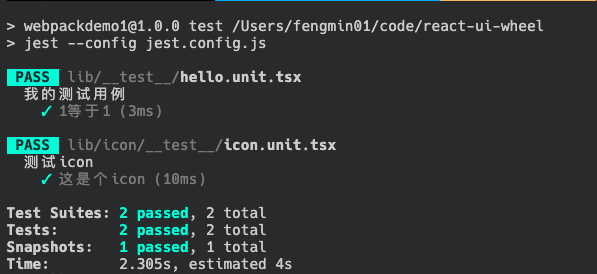 > webpackdemo1@1.0.0 test /Users/fengmin01/code/react-ui-wheel
> jest --config jest.config.js
PASS lib/__test__/hello.unit.tsx
我的测试用例
✓ 1等于1 (3ms)
PASS lib/icon/__test__/icon.unit.tsx
测试icon
✓ 这是个icon (10ms)
Test Suites: 2 passed, 2 total
Tests: 2 passed, 2 total
Snapshots: 1 passed, 1 total
Time: 2.305s, estimated 4s